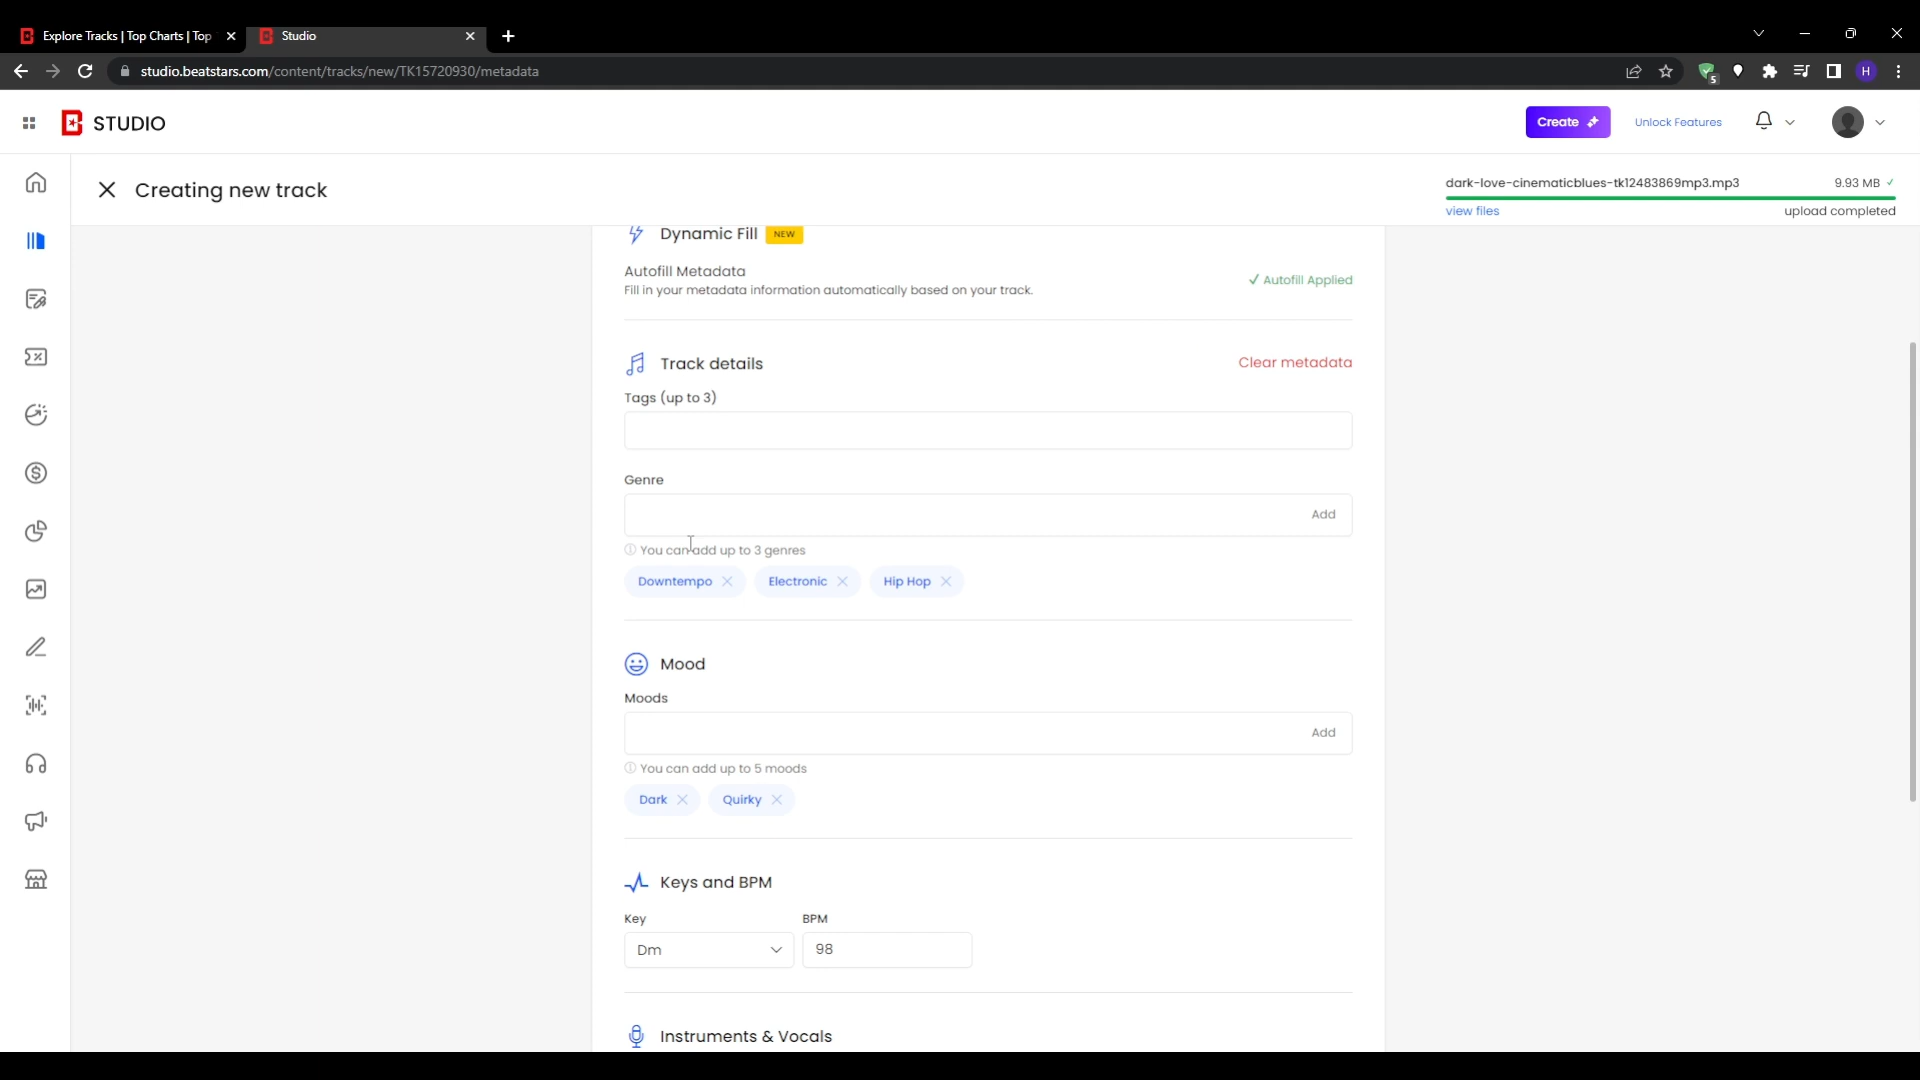 Explore Tracks | Top Charts | Top
Studio
studio.beatstars.com/content/tracks/new/TK15720930/metadata
5
H
STUDIO
Create
Unlock Features
Creating new track
dark-love-cinematicblues-tk12483869mp3.mp3
9.93 MB
view files
upload completed
Dynamic Fill NEW
Autofill Metadata
Fill in your metadata information automatically based on your track.
Autofill Applied
Track details
Clear metadata
Tags (up to 3)
Genre
Add
You can add up to 3 genres
Downtempo
Electronic
Hip Hop
Mood
Moods
Add
You can add up to 5 moods
Dark
Quirky
Keys and BPM
Key
BPM
Dm
98
Instruments & Vocals